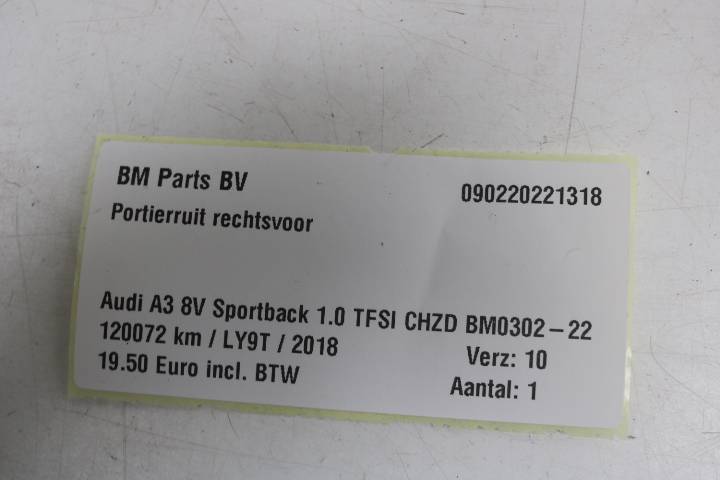 BM Parts BV 090220221318
Portierruit rechtsvoor
Audi A3 8V Sportback 1.0 TFSI CHZD BM0302-22
120072 km / LY9T / 2018 Verz: 10
19.50 Euro incl. BTW Aantal: 1